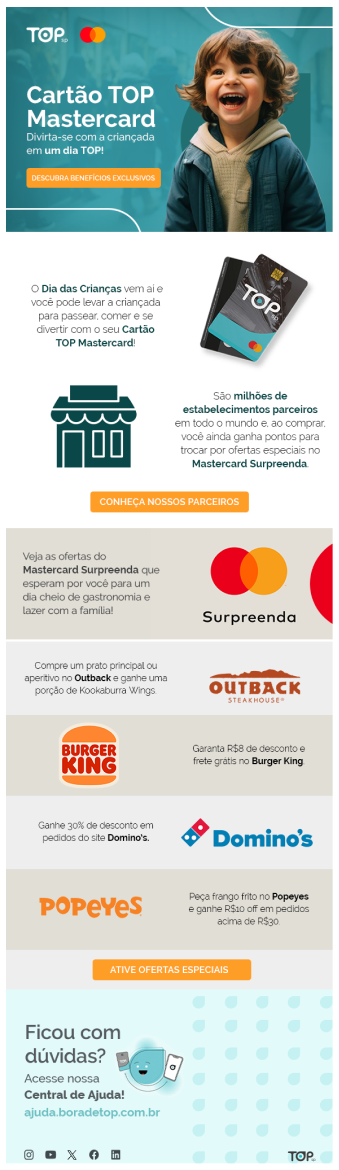 TOP SP
Cartão TOP
Mastercard
Divirta-se com a criançada
em um dia TOP!
DESCUBRA BENEFÍCIOS EXCLUSIVOS
O Dia das Crianças vem aí e
você pode levar a criançada
para passear, comer e se
divertir com o seu Cartão
TOP Mastercard!
TOP SP
São milhões de
estabelecimentos parceiros
em todo o mundo e, ao comprar,
você ainda ganha pontos para
trocar por ofertas especiais no
Mastercard Surpreenda.
CONHEÇA NOSSOS PARCEIROS
Veja as ofertas do
Mastercard Surpreenda que
esperam por você para um
dia cheio de gastronomia e
lazer com a família!
Surpreenda
Compre um prato principal ou
aperitivo no Outback e ganhe uma
porção de Kookaburra Wings.
OUTBACK
STEAKHOUSE®
BURGER
KING
Garanta R$8 de desconto e
frete grátis no Burger King.
Ganhe 30% de desconto em
pedidos do site Domino's.
Domino's
POPEYES
Peça frango frito no Popeyes
e ganhe R$10 off em pedidos
acima de R$30.
ATIVE OFERTAS ESPECIAIS
Ficou com
dúvidas?
Acesse nossa
Central de Ajuda!
ajuda.boradetop.com.br
TOP SP